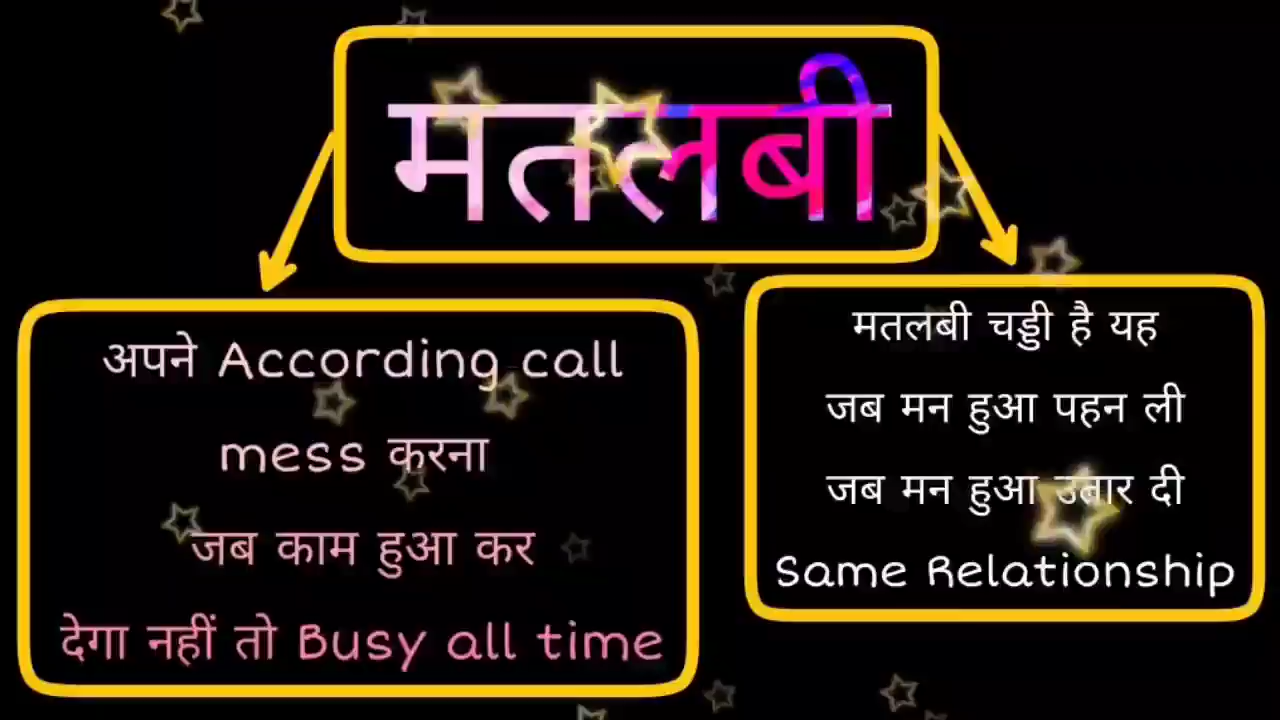 मतलबी
अपने According call
mess करना
जब काम हुआ कर
देगा नहीं तो Busy all time
मतलबी चड्डी है यह
जब मन हुआ पहन ली
जब मन हुआ उतार दी
Same Relationship